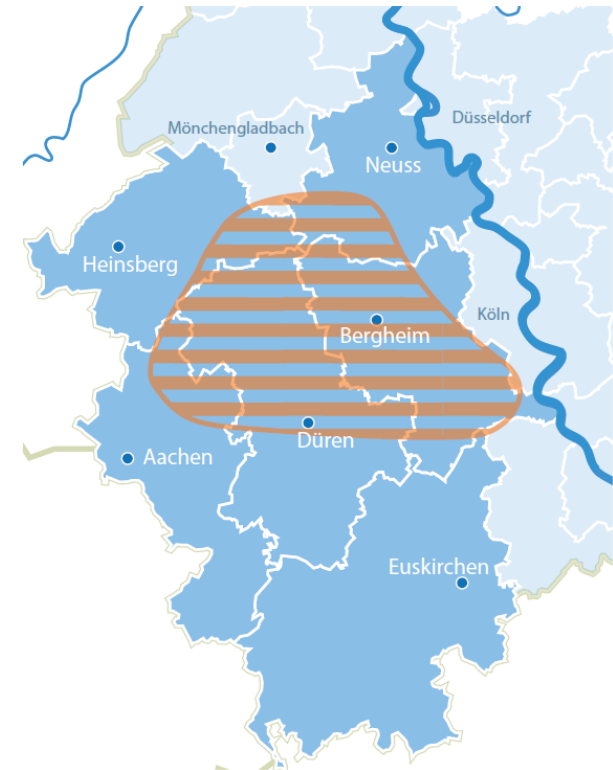 Düsseldorf
Mönchengladbach
Neuss
Heinsberg
Köln
Bergheim
Düren
Aachen
Euskirchen